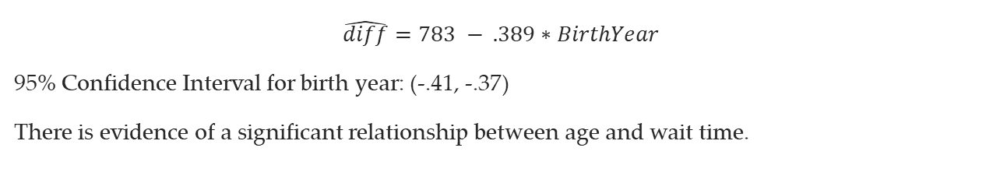 $\widehat{diff} = 783 \; - \; .389 * BirthYear$
95% Confidence Interval for birth year: (-.41, -.37)
There is evidence of a significant relationship between age and wait time.